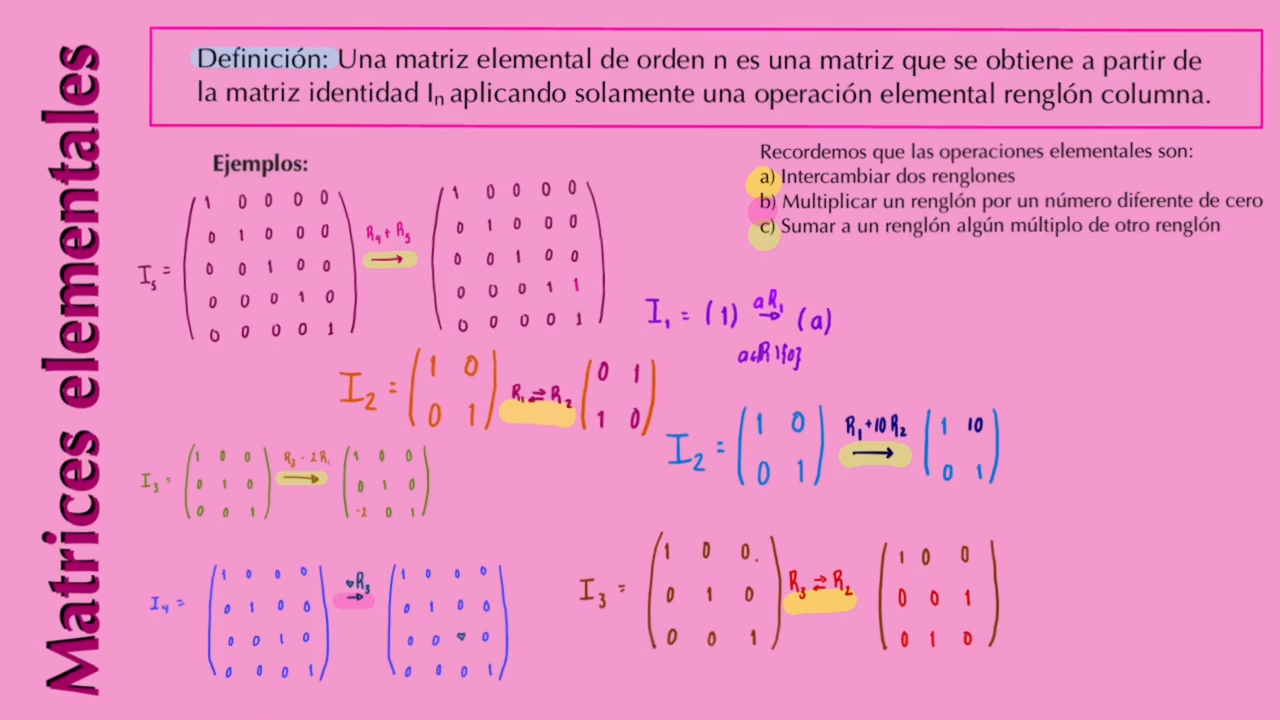 Matrices elementales
Definición: Una matriz elemental de orden n es una matriz que se obtiene a partir de
la matriz identidad Iₙ aplicando solamente una operación elemental renglón columna.
Ejemplos:
Recordemos que las operaciones elementales son:
a) Intercambiar dos renglones
b) Multiplicar un renglón por un número diferente de cero
c) Sumar a un renglón algún múltiplo de otro renglón
I₅ =
1 0 0 0 0
0 1 0 0 0
0 0 1 0 0
0 0 0 1 0
0 0 0 0 1
R₄ + R₅
→
1 0 0 0 0
0 1 0 0 0
0 0 1 0 0
0 0 0 1 1
0 0 0 0 1
I₁ = (1) aR₁ → (a)
a∈ℝ\{0}
I₂ =
1 0
0 1
R₁ ⇄ R₂
0 1
1 0
I₂ =
1 0
0 1
R₁+10R₂
→
1 10
0 1
I₃ =
1 0 0
0 1 0
0 0 1
R₃ - 2R₁
→
1 0 0
0 1 0
-2 0 1
I₄ =
1 0 0 0
0 1 0 0
0 0 1 0
0 0 0 1
♥R₃
→
1 0 0 0
0 1 0 0
0 0 ♥ 0
0 0 0 1
I₃ =
1 0 0.
0 1 0
0 0 1
R₃ ⇄ R₂
1 0 0
0 0 1
0 1 0